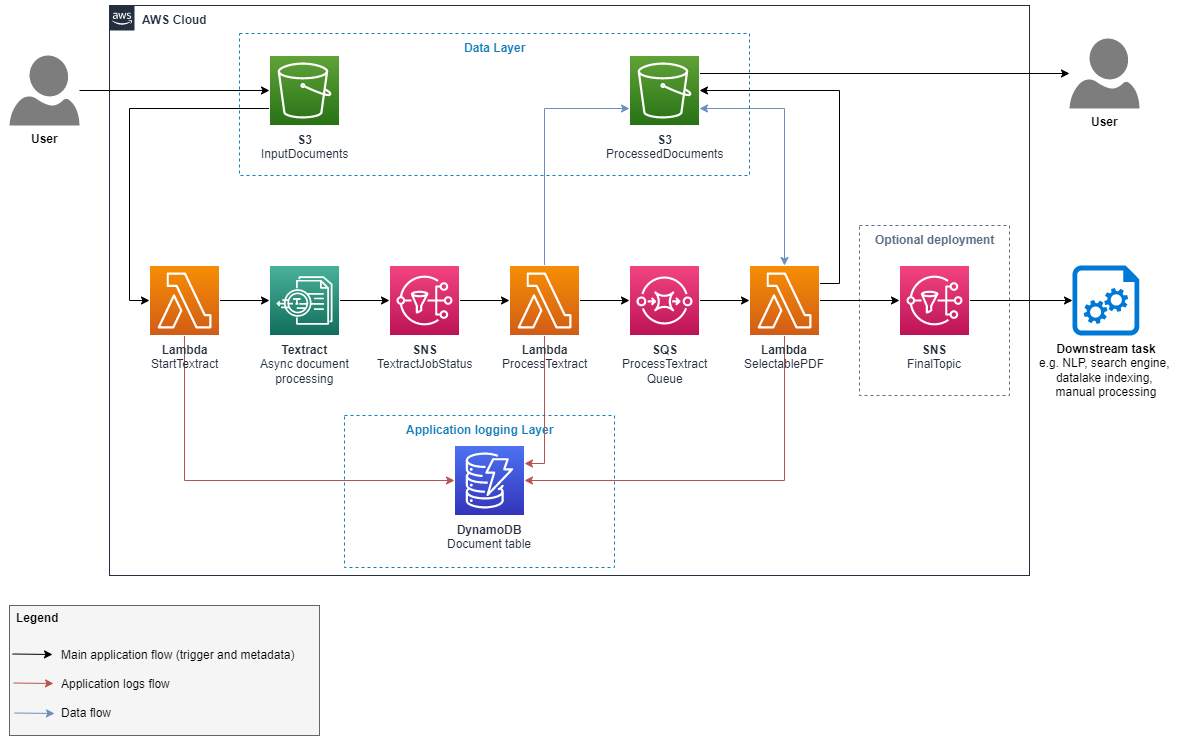 aws
AWS Cloud
Data Layer
User
S3
InputDocuments
S3
ProcessedDocuments
User
Optional deployment
Lambda
StartTextract
Textract
Async document
processing
SNS
TextractJobStatus
Lambda
ProcessTextract
SQS
ProcessTextract
Queue
Lambda
SelectablePDF
SNS
FinalTopic
Downstream task
e.g. NLP, search engine,
datalake indexing,
manual processing
Application logging Layer
DynamoDB
Document table
Legend
Main application flow (trigger and metadata)
Application logs flow
Data flow